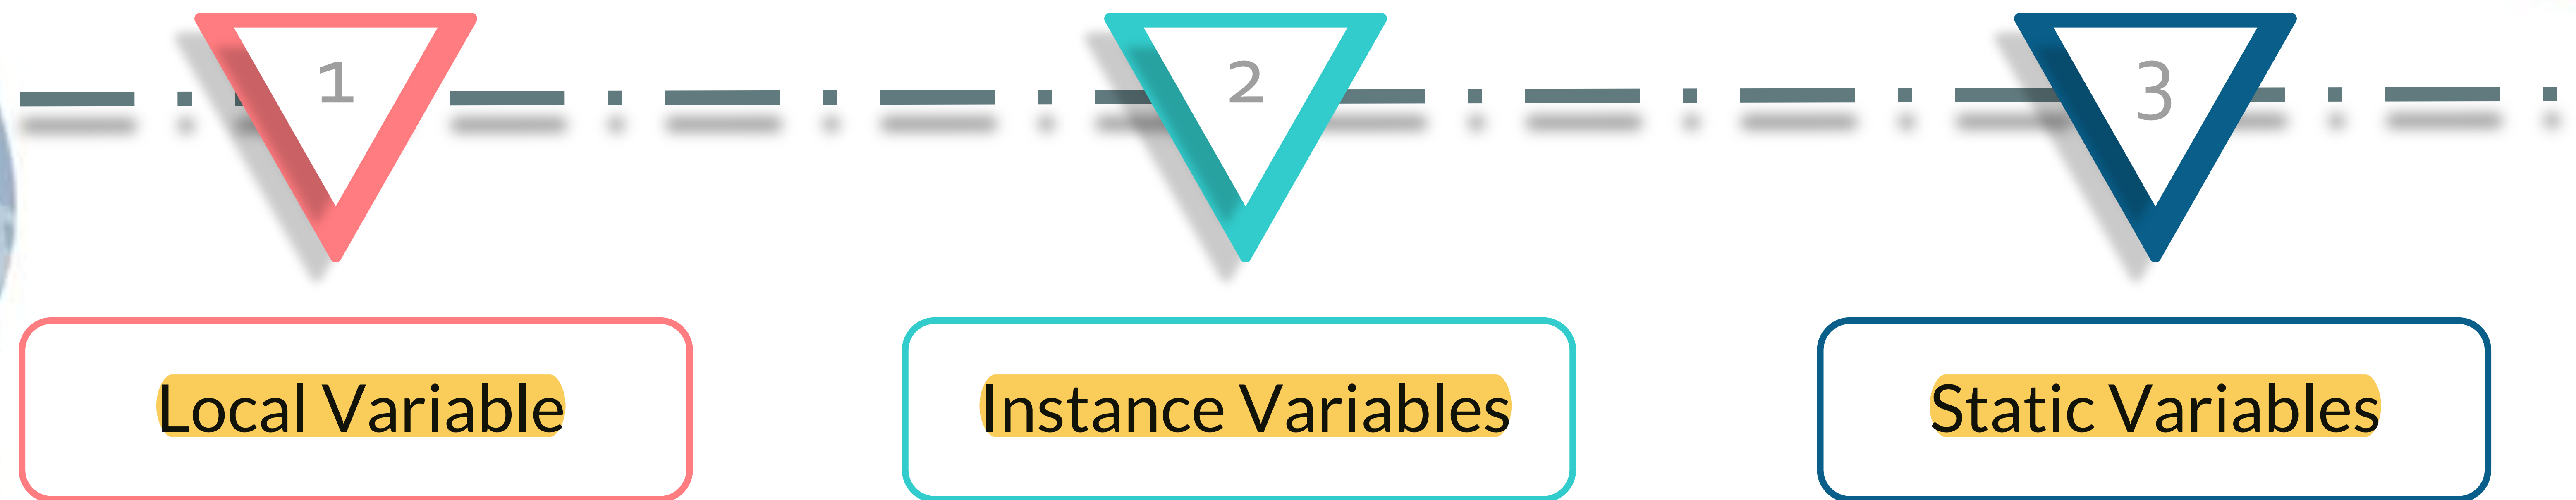 1
2
3
Local Variable
Instance Variables
Static Variables